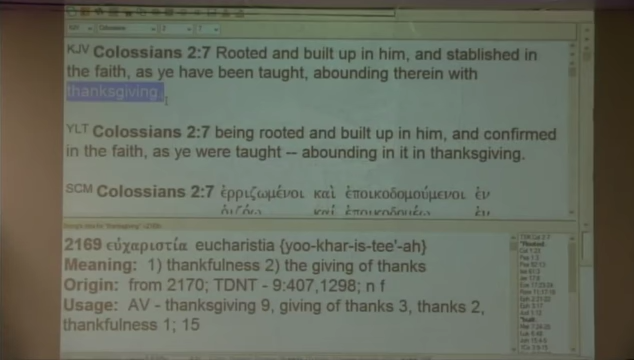 KJV Colossians 2:7 Rooted and built up in him, and stablished in
the faith, as ye have been taught, abounding therein with
thanksgiving.
YLT Colossians 2:7 being rooted and built up in him, and confirmed
in the faith, as ye were taught -- abounding in it in thanksgiving.
SCM Colossians 2:7 ἐρριζωμένοι καὶ ἐποικοδομούμενοι ἐν
2169 εὐχαριστία eucharistia {yoo-khar-is-tee'-ah}
Meaning: 1) thankfulness 2) the giving of thanks
Origin: from 2170; TDNT - 9:407,1298; n f
Usage: AV - thanksgiving 9, giving of thanks 3, thanks 2,
thankfulness 1; 15